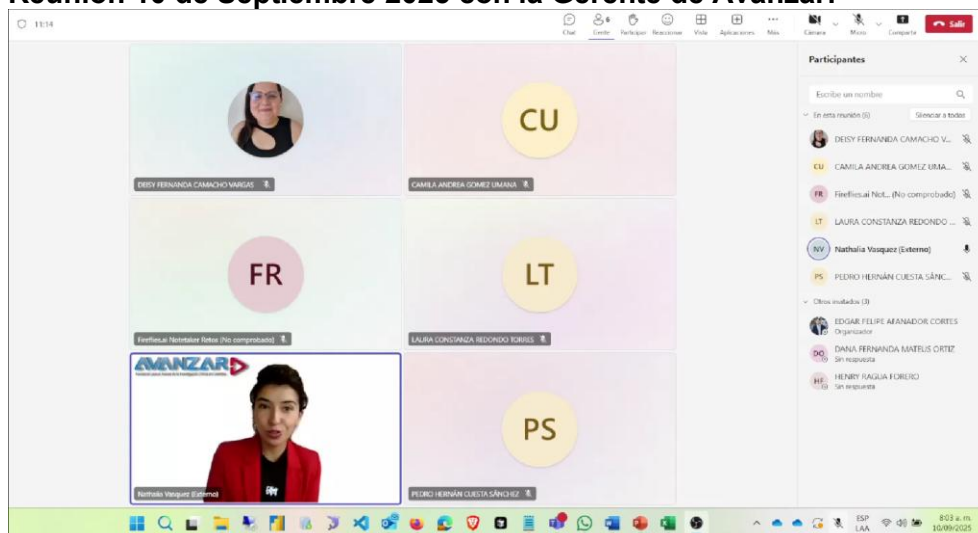 Reunión 10 de Septiembre 2025 con la Gerente de Avanzar:
11:14
Chat
Gente
6
Participar
Reaccionar
Vista
Aplicaciones
Más
Cámara
Micro
Compartir
Salir
DEISY FERNANDA CAMACHO VARGAS
CU
CAMILA ANDREA GOMEZ UMANA
FR
Fireflies.ai Notetaker Retos (No comprobado)
LT
LAURA CONSTANZA REDONDO TORRES
AVANZAR
Nathalia Vasquez (Externo)
PS
PEDRO HERNÁN CUESTA SÁNCHEZ
Participantes
Escribe un nombre
En esta reunión (6)
Silenciar a todos
DEISY FERNANDA CAMACHO V...
CU
CAMILA ANDREA GOMEZ UMA...
FR
Fireflies.ai Not... (No comprobado)
LT
LAURA CONSTANZA REDONDO ...
NV
Nathalia Vasquez (Externo)
PS
PEDRO HERNÁN CUESTA SÁNC...
Otros invitados (3)
EDGAR FELIPE AFANADOR CORTES
Organizador
DO
DANA FERNANDA MATEUS ORTIZ
Sin respuesta
HF
HENRY RAGUA FORERO
Sin respuesta
ESP
LAA
8:03 a. m.
10/09/2025